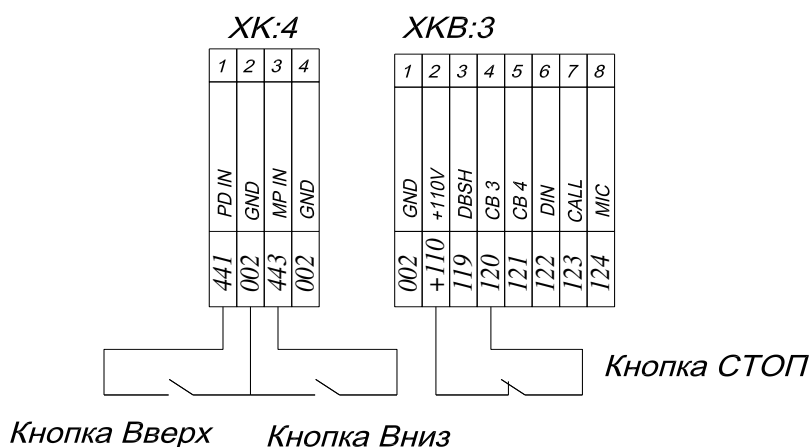 XK:4 XKB:3
1 2 3 4 1 2 3 4 5 6 7 8
PD IN GND MP IN GND GND +110V DBSH CB 3 CB 4 DIN CALL MIC
441 002 443 002 002 +110 119 120 121 122 123 124
Кнопка СТОП
Кнопка Вверх Кнопка Вниз